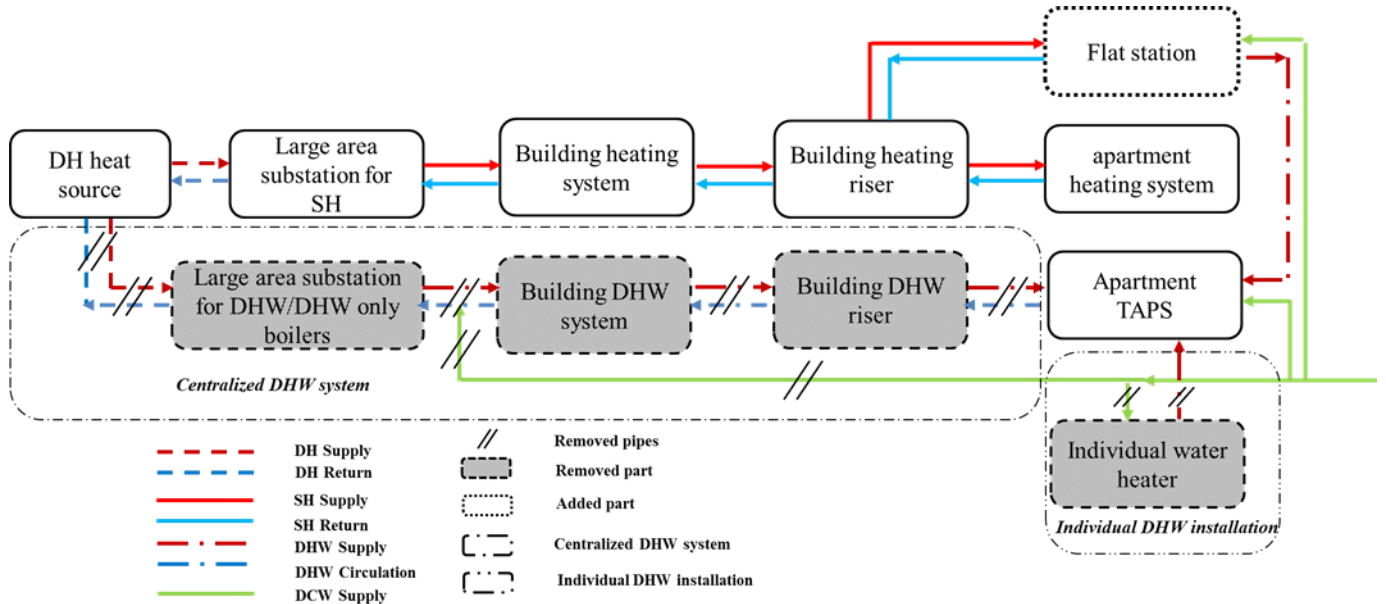 Flat station
DH heat
source
Large area
substation for
SH
Building heating
system
Building heating
riser
apartment
heating system
Large area substation
for DHW/DHW only
boilers
Building DHW
system
Building DHW
riser
Apartment
TAPS
Centralized DHW system
Individual water
heater
Individual DHW installation
DH Supply
DH Return
SH Supply
SH Return
DHW Supply
DHW Circulation
DCW Supply
Removed pipes
Removed part
Added part
Centralized DHW system
Individual DHW installation